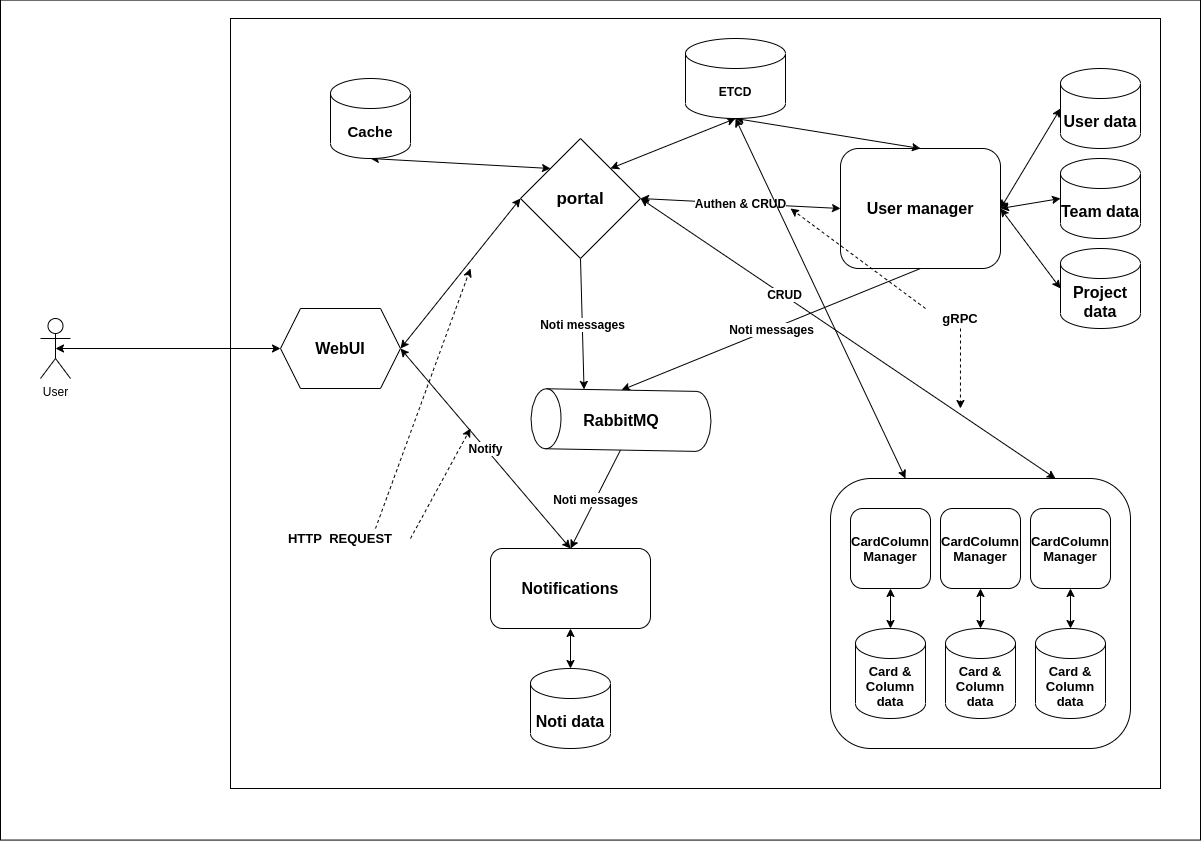 ETCD
Cache
User data
portal
Authen & CRUD
User manager
Team data
CRUD
Project
data
Noti messages
Noti messages
gRPC
WebUI
User
RabbitMQ
Notify
Noti messages
HTTP  REQUEST
CardColumn
Manager
CardColumn
Manager
CardColumn
Manager
Notifications
Card &
Column
data
Card &
Column
data
Card &
Column
data
Noti data